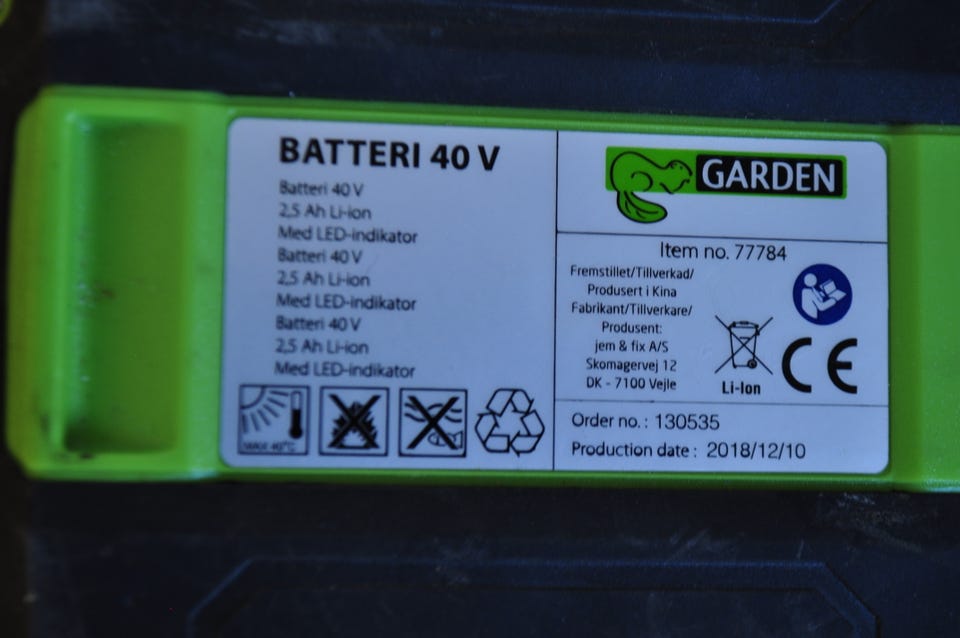 BATTERI 40 V
Batteri 40 V
2,5 Ah Li-ion
Med LED-indikator
Batteri 40 V
2,5 Ah Li-ion
Med LED-indikator
Batteri 40 V
2,5 Ah Li-ion
Med LED-indikator
MAX 40°C
GARDEN
Item no. 77784
Fremstillet/Tillverkad/
Produsert i Kina
Fabrikant/Tillverkare/
Produsent:
jem & fix A/S
Skomagervej 12
DK - 7100 Vejle
Li-Ion
CE
Order no.: 130535
Production date: 2018/12/10